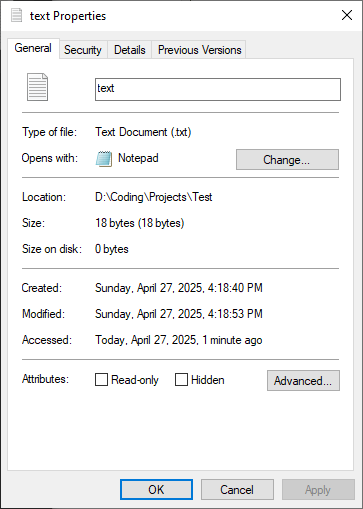 text Properties
General Security Details Previous Versions
text
Type of file: Text Document (.txt)
Opens with: Notepad Change...
Location: D:\Coding\Projects\Test
Size: 18 bytes (18 bytes)
Size on disk: 0 bytes
Created: Sunday, April 27, 2025, 4:18:40 PM
Modified: Sunday, April 27, 2025, 4:18:53 PM
Accessed: Today, April 27, 2025, 1 minute ago
Attributes: Read-only Hidden Advanced...
OK Cancel Apply